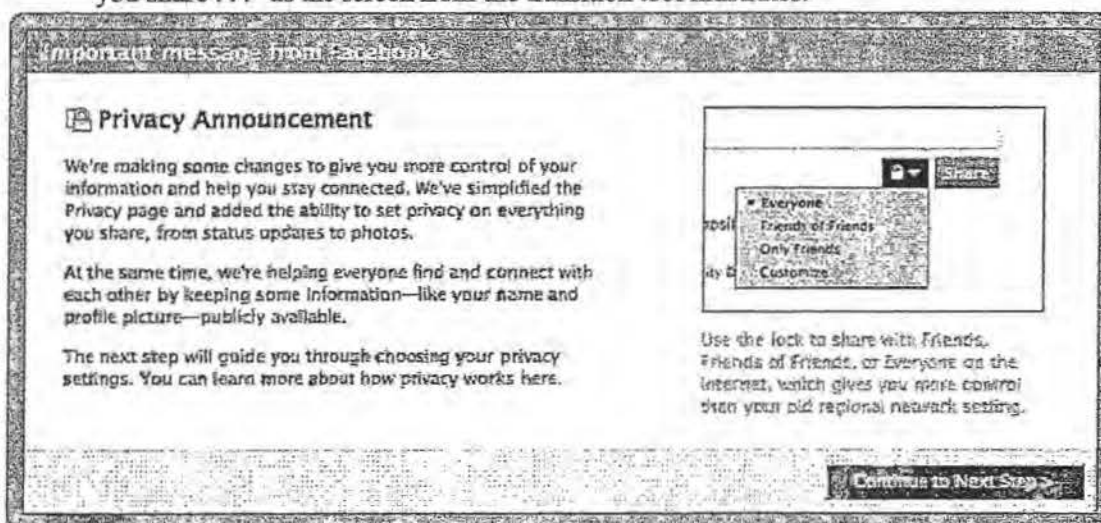 Important message from Facebook
Privacy Announcement
We're making some changes to give you more control of your
information and help you stay connected. We've simplified the
Privacy page and added the ability to set privacy on everything
you share, from status updates to photos.
At the same time, we're helping everyone find and connect with
each other by keeping some information—like your name and
profile picture—publicly available.
The next step will guide you through choosing your privacy
settings. You can learn more about how privacy works here.
Share
Everyone
Friends of Friends
Only Friends
Customize
Use the lock to share with Friends,
Friends of Friends, or Everyone on the
Internet, which gives you more control
than your old regional network setting.
Continue to Next Step >